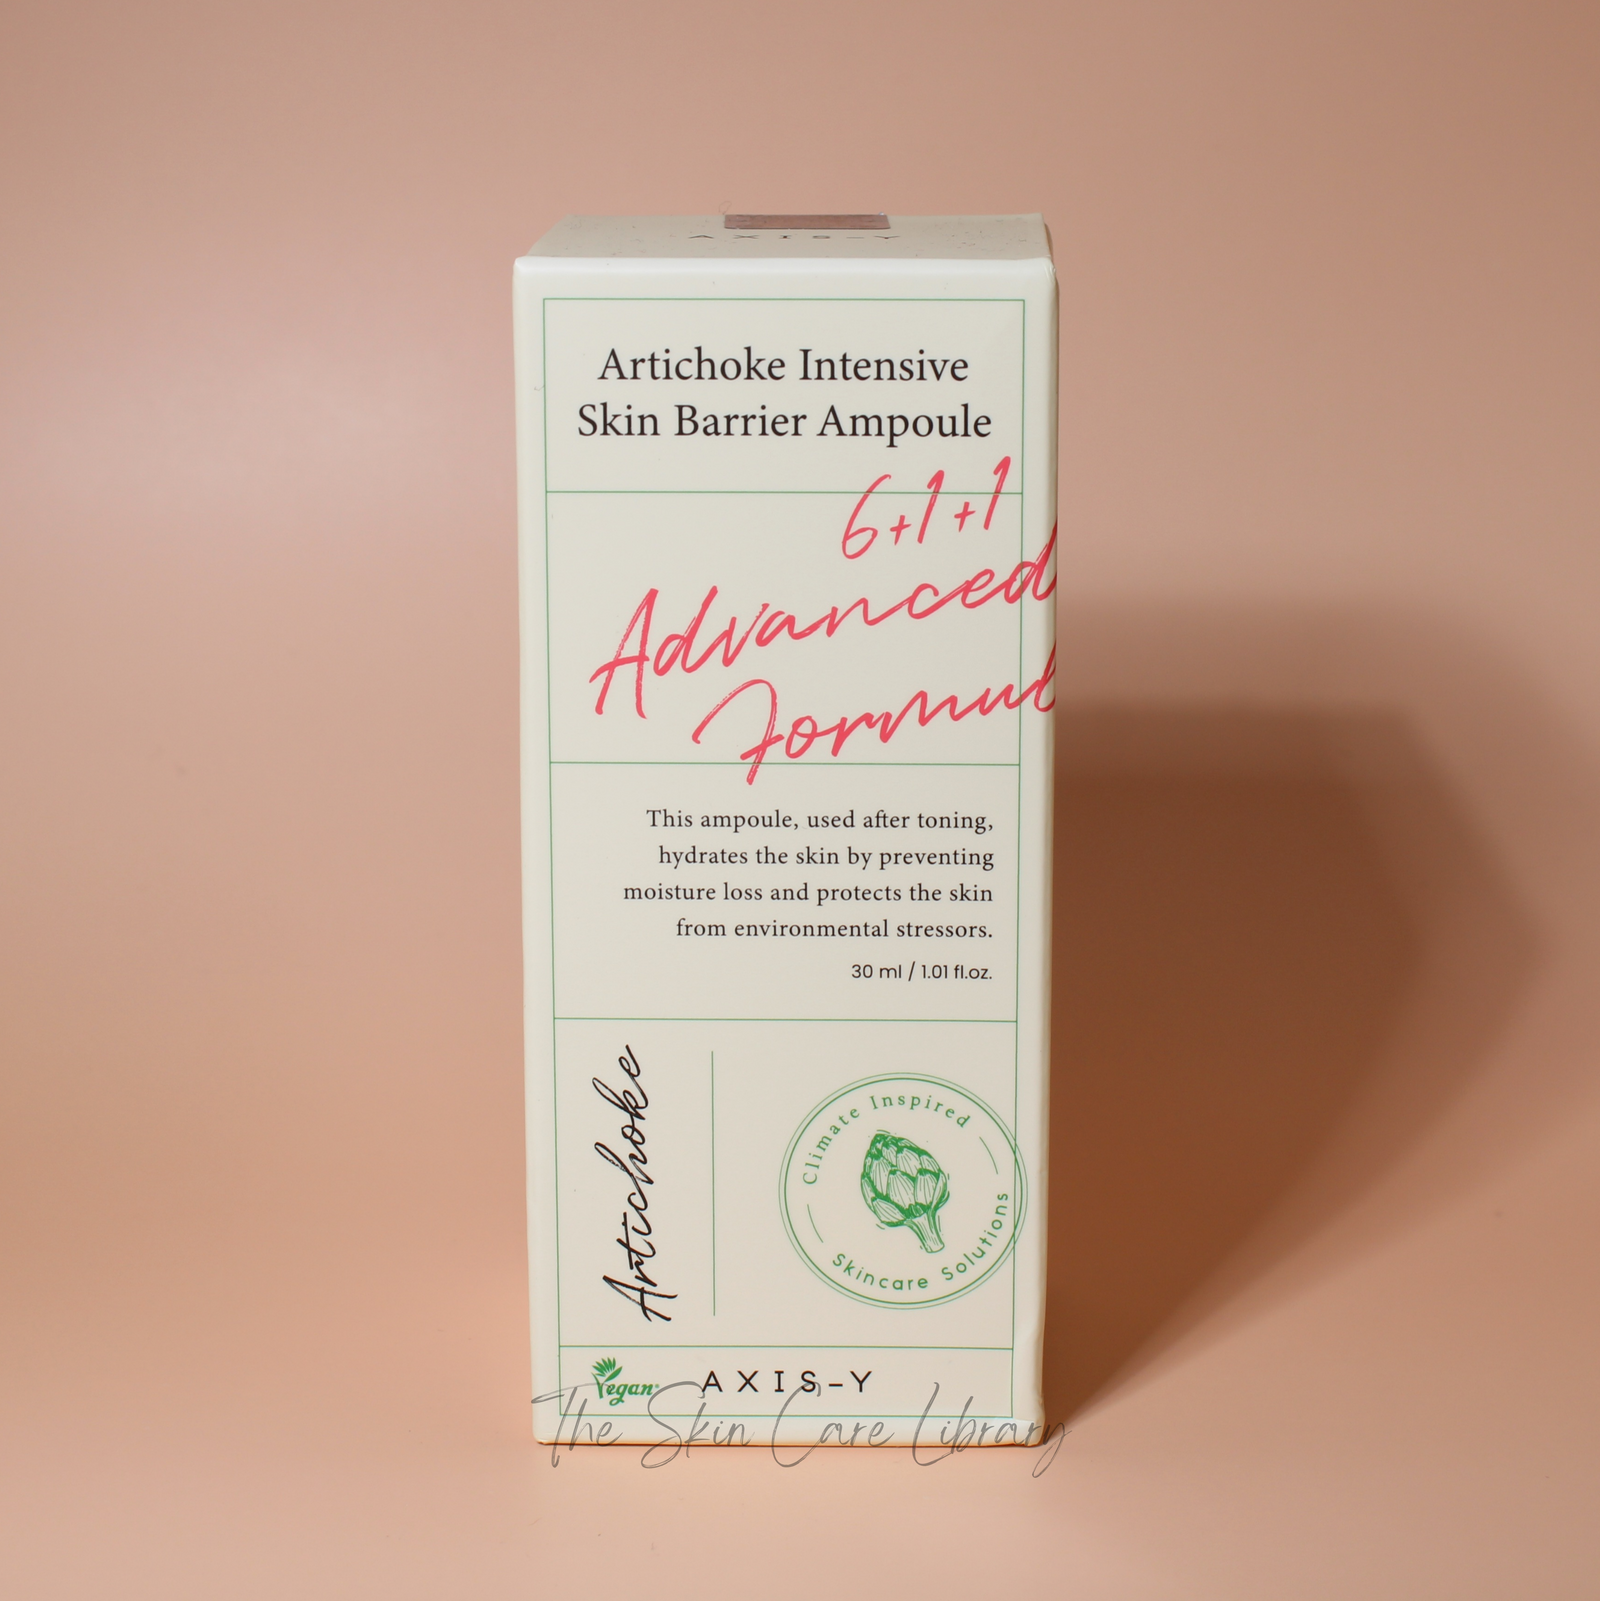 AXIS-Y
Artichoke Intensive
Skin Barrier Ampoule
6+1+1
Advanced
Formul
This ampoule, used after toning,
hydrates the skin by preventing
moisture loss and protects the skin
from environmental stressors.
30 ml / 1.01 fl.oz.
Artichoke
Climate Inspired
Skincare Solutions
Vegan
AXIS-Y
The Skin Care Library